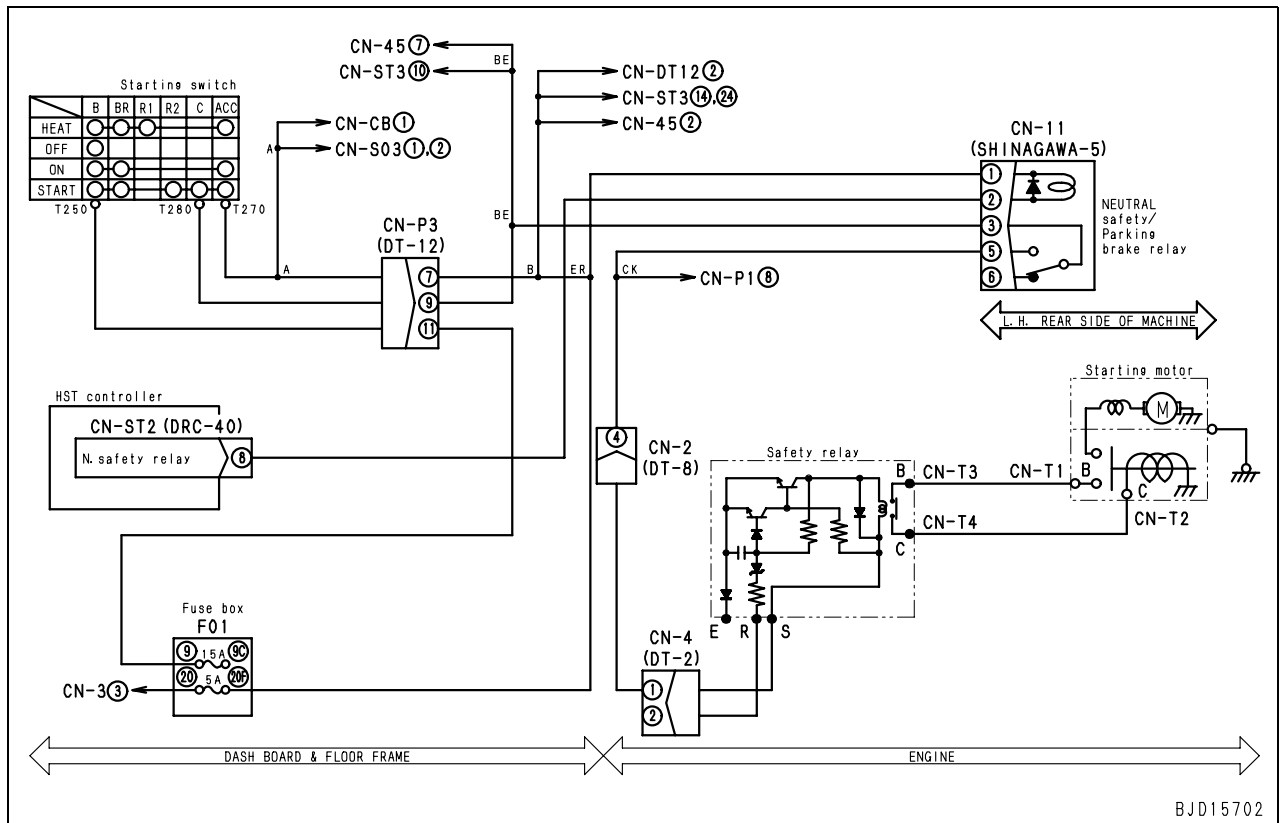 CN-45⑦
BE
CN-ST3⑩
CN-DT12②
CN-ST3⑭,㉔
CN-45②
Starting switch
B BR R1 R2 C ACC
HEAT
OFF
ON
START
T250 T280 T270
CN-CB①
A
CN-S03①,②
BE
CN-P3
(DT-12)
A
⑦
⑨
⑪
B ER
CK
CN-P1⑧
CN-11
(SHINAGAWA-5)
①
②
③
⑤
⑥
NEUTRAL
safety/
Parking
brake relay
L.H. REAR SIDE OF MACHINE
HST controller
CN-ST2(DRC-40)
N.safety relay ⑧
④
CN-2
(DT-8)
Safety relay
B CN-T3
CN-T4
C
E R S
Starting motor
M
CN-T1 B
C
CN-T2
Fuse box
F01
⑨ 15A 9C
⑳ 5A 20F
CN-3③
CN-4
(DT-2)
①
②
DASH BOARD & FLOOR FRAME
ENGINE
BJD15702